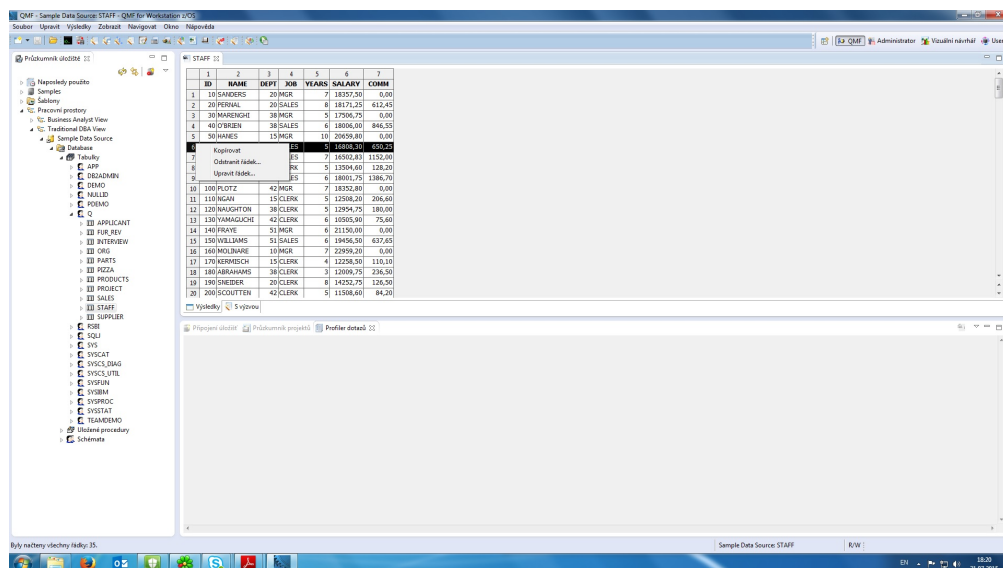 QMF - Sample Data Source: STAFF - QMF for Workstation z/OS
Soubor Upravit Výsledky Zobrazit Navigovat Okno Nápověda
QMF Administrator Vizuální návrhář User
Průzkumník úložiště
Naposledy použito
Samples
Šablony
Pracovní prostory
Business Analyst View
Traditional DBA View
Sample Data Source
Database
Tabulky
APP
DB2ADMIN
DEMO
NULLID
PDEMO
Q
APPLICANT
FUR_REV
INTERVIEW
ORG
PARTS
PIZZA
PRODUCTS
PROJECT
SALES
STAFF
SUPPLIER
RSBI
SQLI
SYS
SYSCAT
SYSCS_DIAG
SYSCS_UTIL
SYSFUN
SYSIBM
SYSPROC
SYSSTAT
TEAMDEMO
Uložené procedury
Schémata
STAFF
1 2 3 4 5 6 7
ID NAME DEPT JOB YEARS SALARY COMM
1 10 SANDERS 20 MGR 7 18357,50 0,00
2 20 PERNAL 20 SALES 8 18171,25 612,45
3 30 MARENGHI 38 MGR 5 17506,75 0,00
4 40 O'BRIEN 38 SALES 6 18006,00 846,55
5 50 HANES 15 MGR 10 20659,80 0,00
6 ES 5 16808,30 650,25
7 ES 7 16502,83 1152,00
8 RK 5 13504,60 128,20
9 ES 6 18001,75 1386,70
10 100 PLOTZ 42 MGR 7 18352,80 0,00
11 110 NGAN 15 CLERK 5 12508,20 206,60
12 120 NAUGHTON 38 CLERK 5 12954,75 180,00
13 130 YAMAGUCHI 42 CLERK 6 10505,90 75,60
14 140 FRAYE 51 MGR 6 21150,00 0,00
15 150 WILLIAMS 51 SALES 6 19456,50 637,65
16 160 MOLINARE 10 MGR 7 22959,20 0,00
17 170 KERMISCH 15 CLERK 4 12258,50 110,10
18 180 ABRAHAMS 38 CLERK 3 12009,75 236,50
19 190 SNEIDER 20 CLERK 8 14252,75 126,50
20 200 SCOUTTEN 42 CLERK 5 11508,60 84,20
Kopírovat
Odstranit řádek...
Upravit řádek...
Výsledky S výzvou
Připojení úložišť Průzkumník projektů Profiler dotazů
Byly načteny všechny řádky: 35.
Sample Data Source: STAFF
R/W
EN
18:20